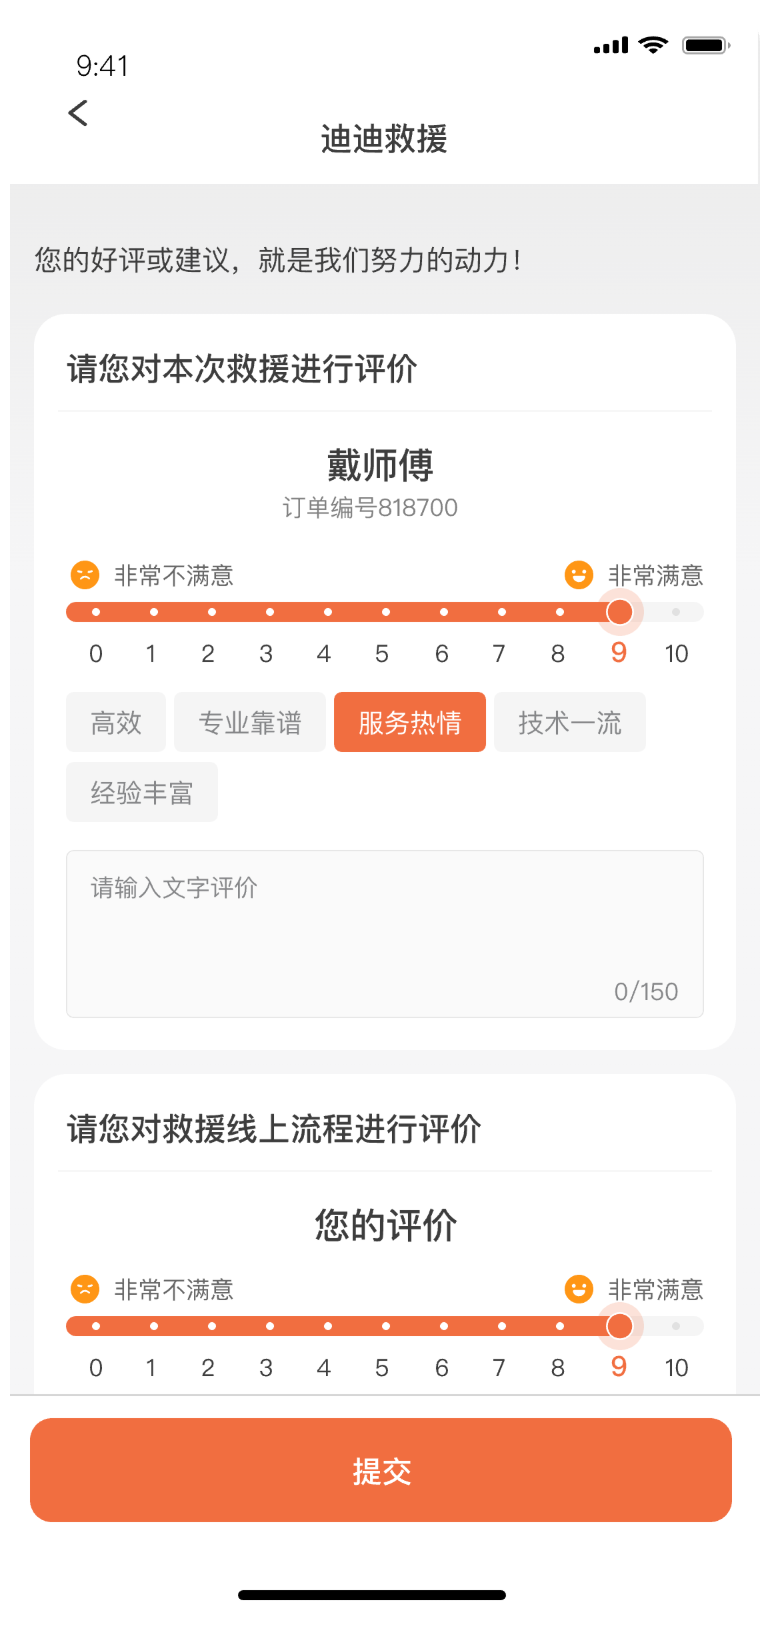 9:41
迪迪救援
您的好评或建议，就是我们努力的动力！
请您对本次救援进行评价
戴师傅
订单编号818700
非常不满意 非常满意
0 1 2 3 4 5 6 7 8 9 10
高效 专业靠谱 服务热情 技术一流
经验丰富
请输入文字评价
0/150
请您对救援线上流程进行评价
您的评价
非常不满意 非常满意
0 1 2 3 4 5 6 7 8 9 10
提交